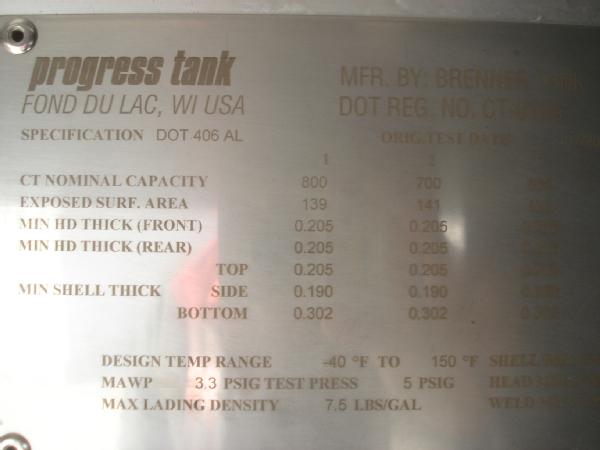 progress tank MFR. BY: BRENNER TANK
FOND DU LAC, WI USA DOT REG. NO.
SPECIFICATION DOT 406 AL ORIG. TEST DATE
1 2
CT NOMINAL CAPACITY 800 700
EXPOSED SURF. AREA 139 141
MIN HD THICK (FRONT) 0.205 0.205
MIN HD THICK (REAR) 0.205 0.205
TOP 0.205 0.205
MIN SHELL THICK SIDE 0.190 0.190
BOTTOM 0.302 0.302
DESIGN TEMP RANGE -40 °F TO 150 °F SHELL
MAWP 3.3 PSIG TEST PRESS 5 PSIG HEAD
MAX LADING DENSITY 7.5 LBS/GAL WELD